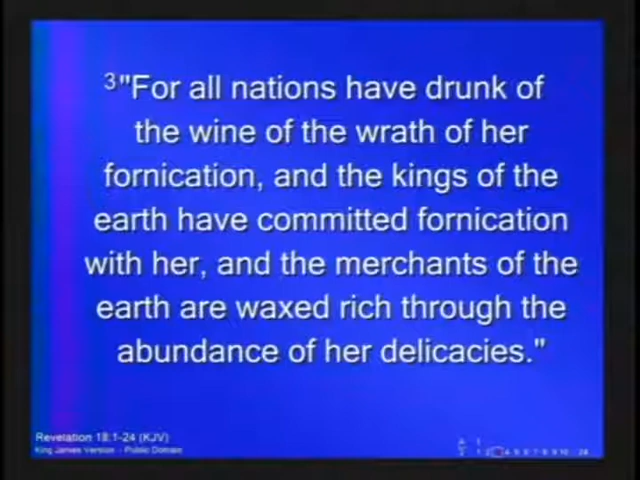 3"For all nations have drunk of
the wine of the wrath of her
fornication, and the kings of the
earth have committed fornication
with her, and the merchants of the
earth are waxed rich through the
abundance of her delicacies."
Revelation 18:1-24 (KJV)
King James Version - Public Domain